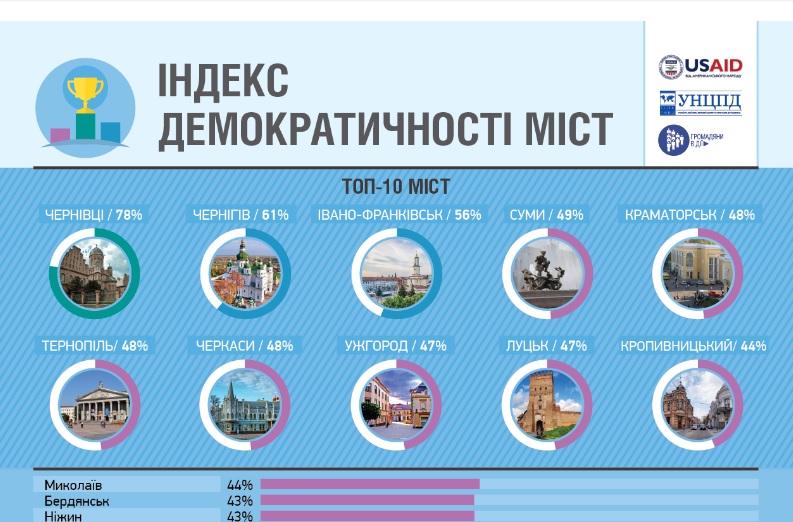 ІНДЕКС
ДЕМОКРАТИЧНОСТІ МІСТ
USAID
ВІД АМЕРИКАНСЬКОГО НАРОДУ
УНЦПД
ГРОМАДЯНИ
В ДІЇ
ТОП-10 МІСТ
ЧЕРНІВЦІ / 78%
ЧЕРНІГІВ / 61%
ІВАНО-ФРАНКІВСЬК / 56%
СУМИ / 49%
КРАМАТОРСЬК / 48%
ТЕРНОПІЛЬ/ 48%
ЧЕРКАСИ / 48%
УЖГОРОД / 47%
ЛУЦЬК / 47%
КРОПИВНИЦЬКИЙ/ 44%
Миколаїв 44%
Бердянськ 43%
Ніжин 43%